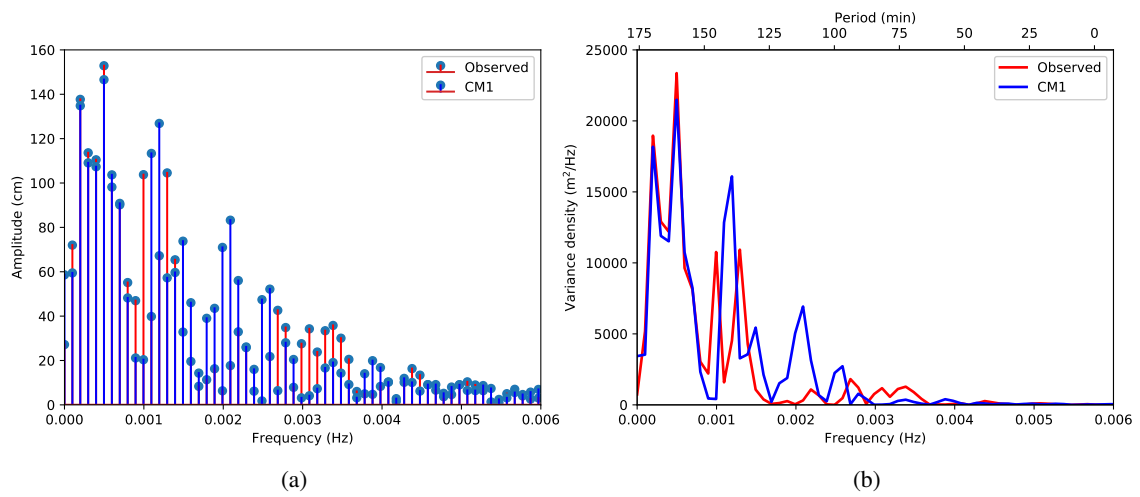 160
140
120
100
80
60
40
20
0
Amplitude (cm)
0.000 0.001 0.002 0.003 0.004 0.005 0.006
Frequency (Hz)
Observed
CM1
(a)
Period (min)
175 150 125 100 75 50 25 0
25000
20000
15000
10000
5000
0
Variance density (m²/Hz)
0.000 0.001 0.002 0.003 0.004 0.005 0.006
Frequency (Hz)
Observed
CM1
(b)